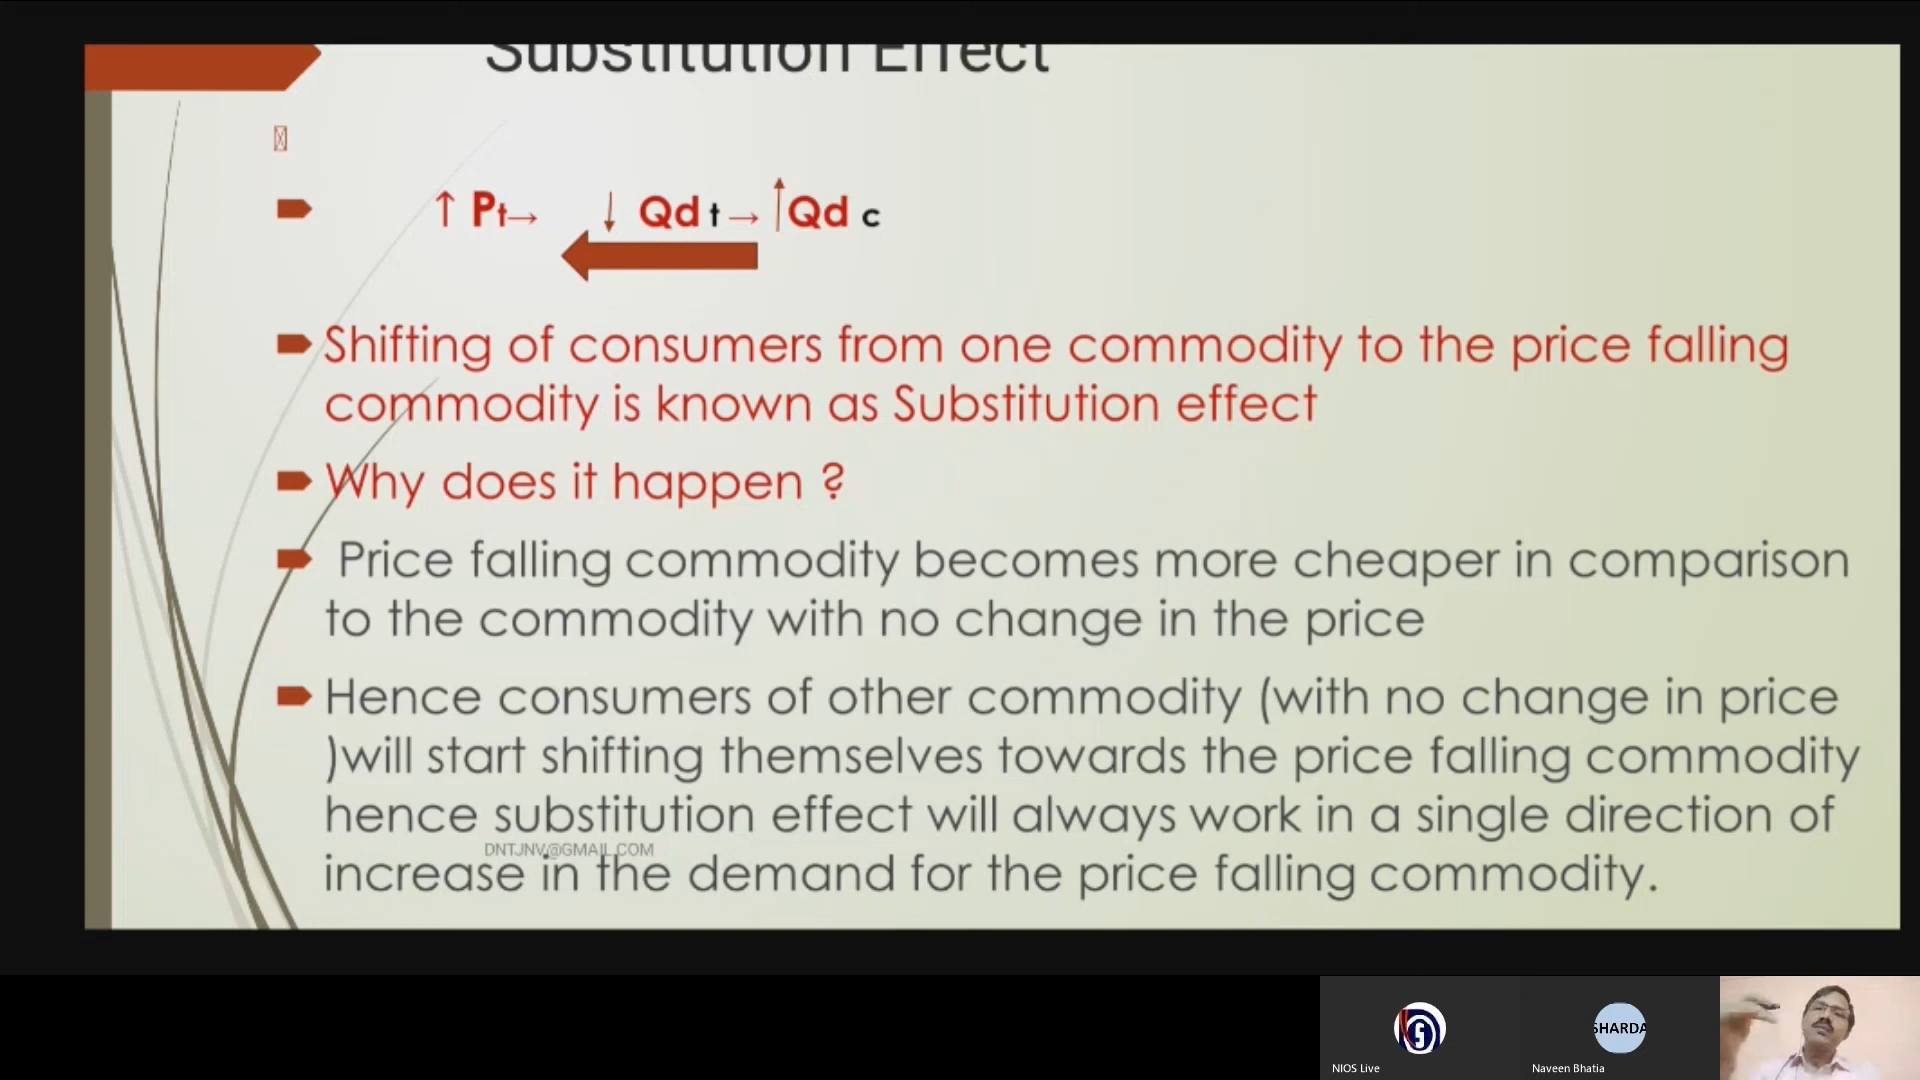 Substitution Effect
↑ Pt→ ↓ Qd t → ↑Qd c
Shifting of consumers from one commodity to the price falling
commodity is known as Substitution effect
Why does it happen ?
Price falling commodity becomes more cheaper in comparison
to the commodity with no change in the price
Hence consumers of other commodity (with no change in price
)will start shifting themselves towards the price falling commodity
hence substitution effect will always work in a single direction of
DNTJNV@GMAIL.COM
increase in the demand for the price falling commodity.
SHARDA
NIOS Live
Naveen Bhatia